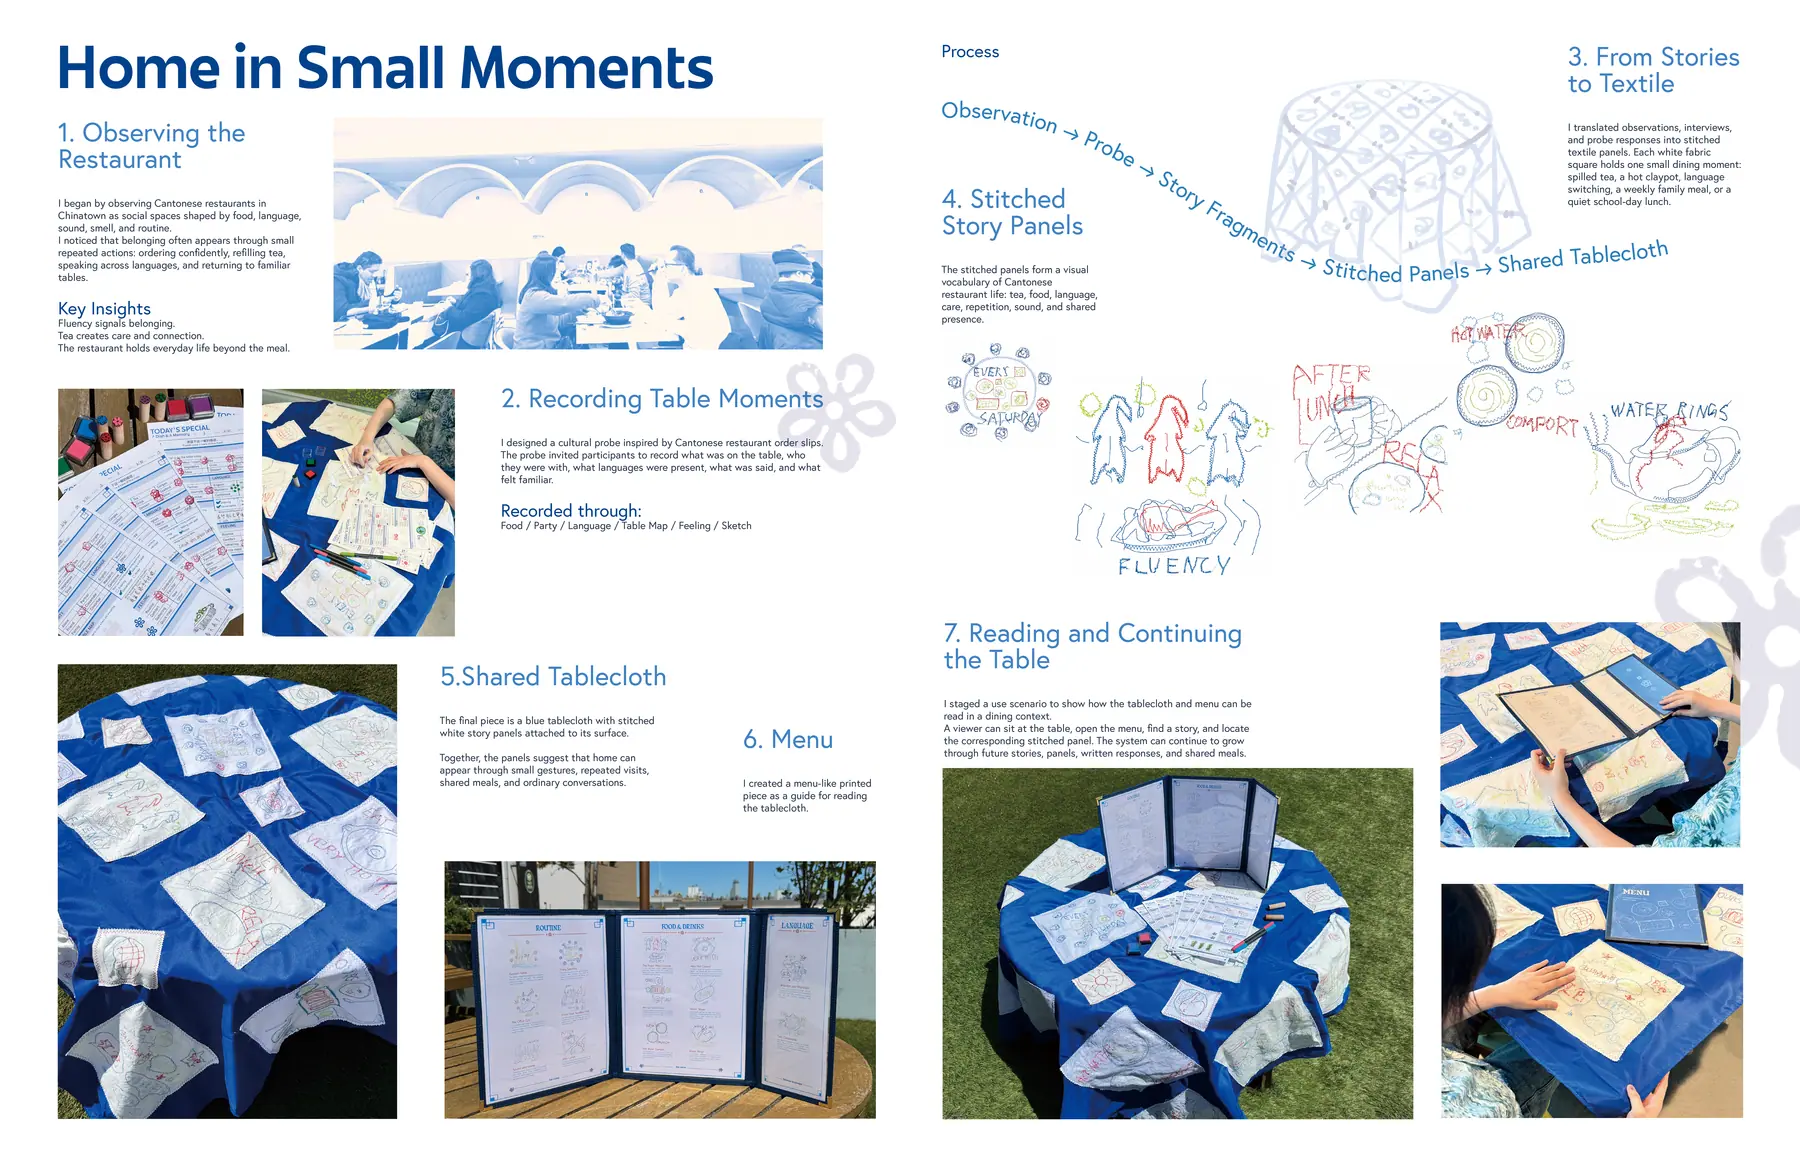 Home in Small Moments
1. Observing the
Restaurant
I began by observing Cantonese restaurants in
Chinatown as social spaces shaped by food, language,
sound, smell, and routine.
I noticed that belonging often appears through small
repeated actions: ordering confidently, refilling tea,
speaking across languages, and returning to familiar
tables.
Key Insights
Fluency signals belonging.
Tea creates care and connection.
The restaurant holds everyday life beyond the meal.
TODAY'S SPECIAL
2. Recording Table Moments
I designed a cultural probe inspired by Cantonese restaurant order slips.
The probe invited participants to record what was on the table, who
they were with, what languages were present, what was said, and what
felt familiar.
Recorded through:
Food / Party / Language / Table Map / Feeling / Sketch
5.Shared Tablecloth
The final piece is a blue tablecloth with stitched
white story panels attached to its surface.
Together, the panels suggest that home can
appear through small gestures, repeated visits,
shared meals, and ordinary conversations.
6. Menu
I created a menu-like printed
piece as a guide for reading
the tablecloth.
ROUTINE
FOOD & DRINKS
LANGUAGE
Process
Observation → Probe → Story Fragments → Stitched Panels → Shared Tablecloth
3. From Stories
to Textile
I translated observations, interviews,
and probe responses into stitched
textile panels. Each white fabric
square holds one small dining moment:
spilled tea, a hot claypot, language
switching, a weekly family meal, or a
quiet school-day lunch.
4. Stitched
Story Panels
The stitched panels form a visual
vocabulary of Cantonese
restaurant life: tea, food, language,
care, repetition, sound, and shared
presence.
EVERY
SATURDAY
FLUENCY
AFTER
LUNCH
RELAX
HOT WATER
COMFORT
WATER RINGS
7. Reading and Continuing
the Table
I staged a use scenario to show how the tablecloth and menu can be
read in a dining context.
A viewer can sit at the table, open the menu, find a story, and locate
the corresponding stitched panel. The system can continue to grow
through future stories, panels, written responses, and shared meals.
MENU